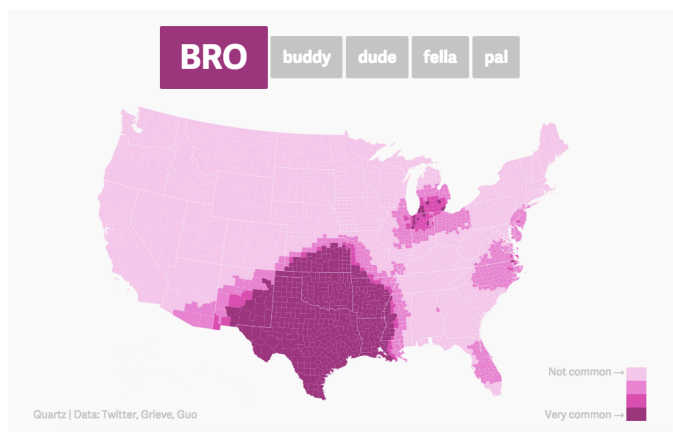 BRO buddy dude fella pal
Not common →
Quartz | Data: Twitter, Grieve, Guo
Very common →